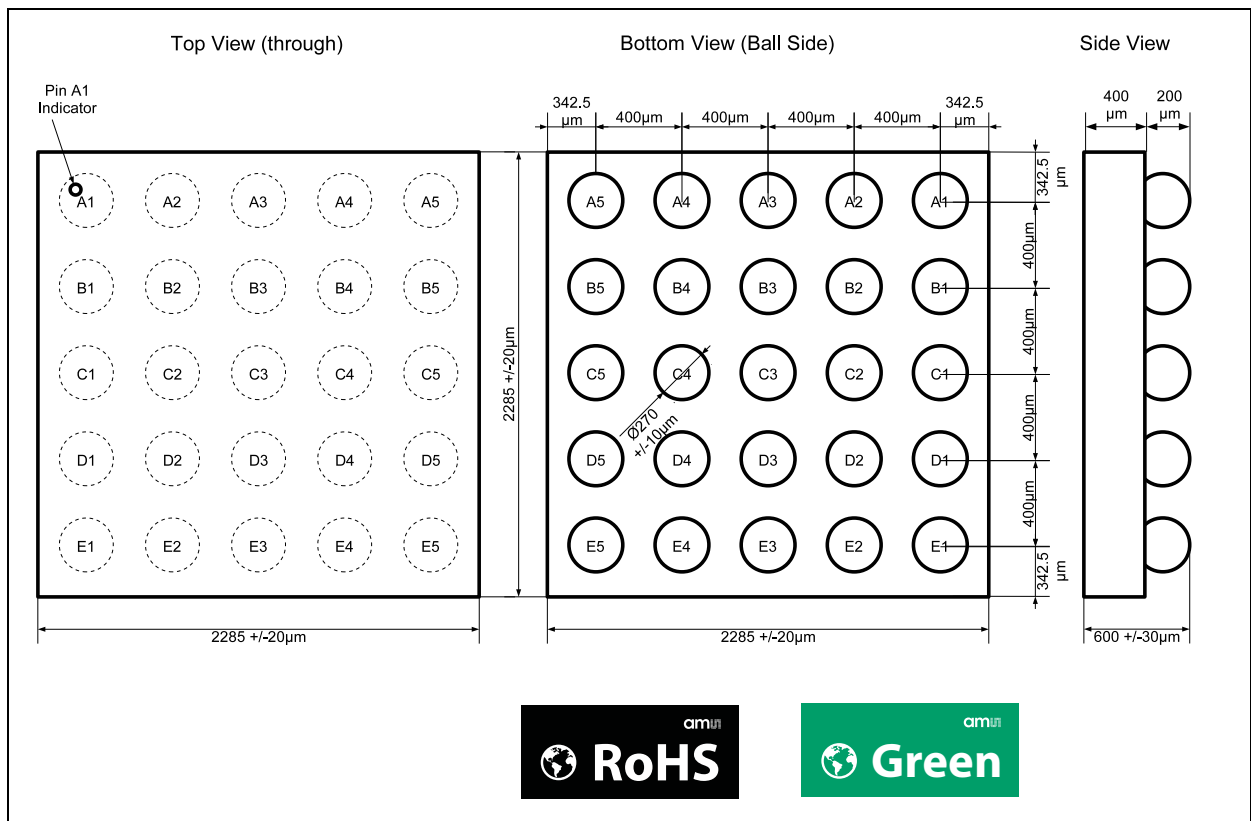 Top View (through)
Bottom View (Ball Side)
Side View
Pin A1
Indicator
342.5
µm
400µm
400µm
400µm
400µm
342.5
µm
400
µm
200
µm
A1 A2 A3 A4 A5
B1 B2 B3 B4 B5
C1 C2 C3 C4 C5
D1 D2 D3 D4 D5
E1 E2 E3 E4 E5
2285 +/-20µm
2285 +/-20µm
A5 A4 A3 A2 A1
B5 B4 B3 B2 B1
C5 C4 C3 C2 C1
D5 D4 D3 D2 D1
E5 E4 E3 E2 E1
Ø270
+/-10µm
2285 +/-20µm
342.5
µm
400µm
400µm
400µm
400µm
342.5
µm
600 +/-30µm
amu
RoHS
amu
Green